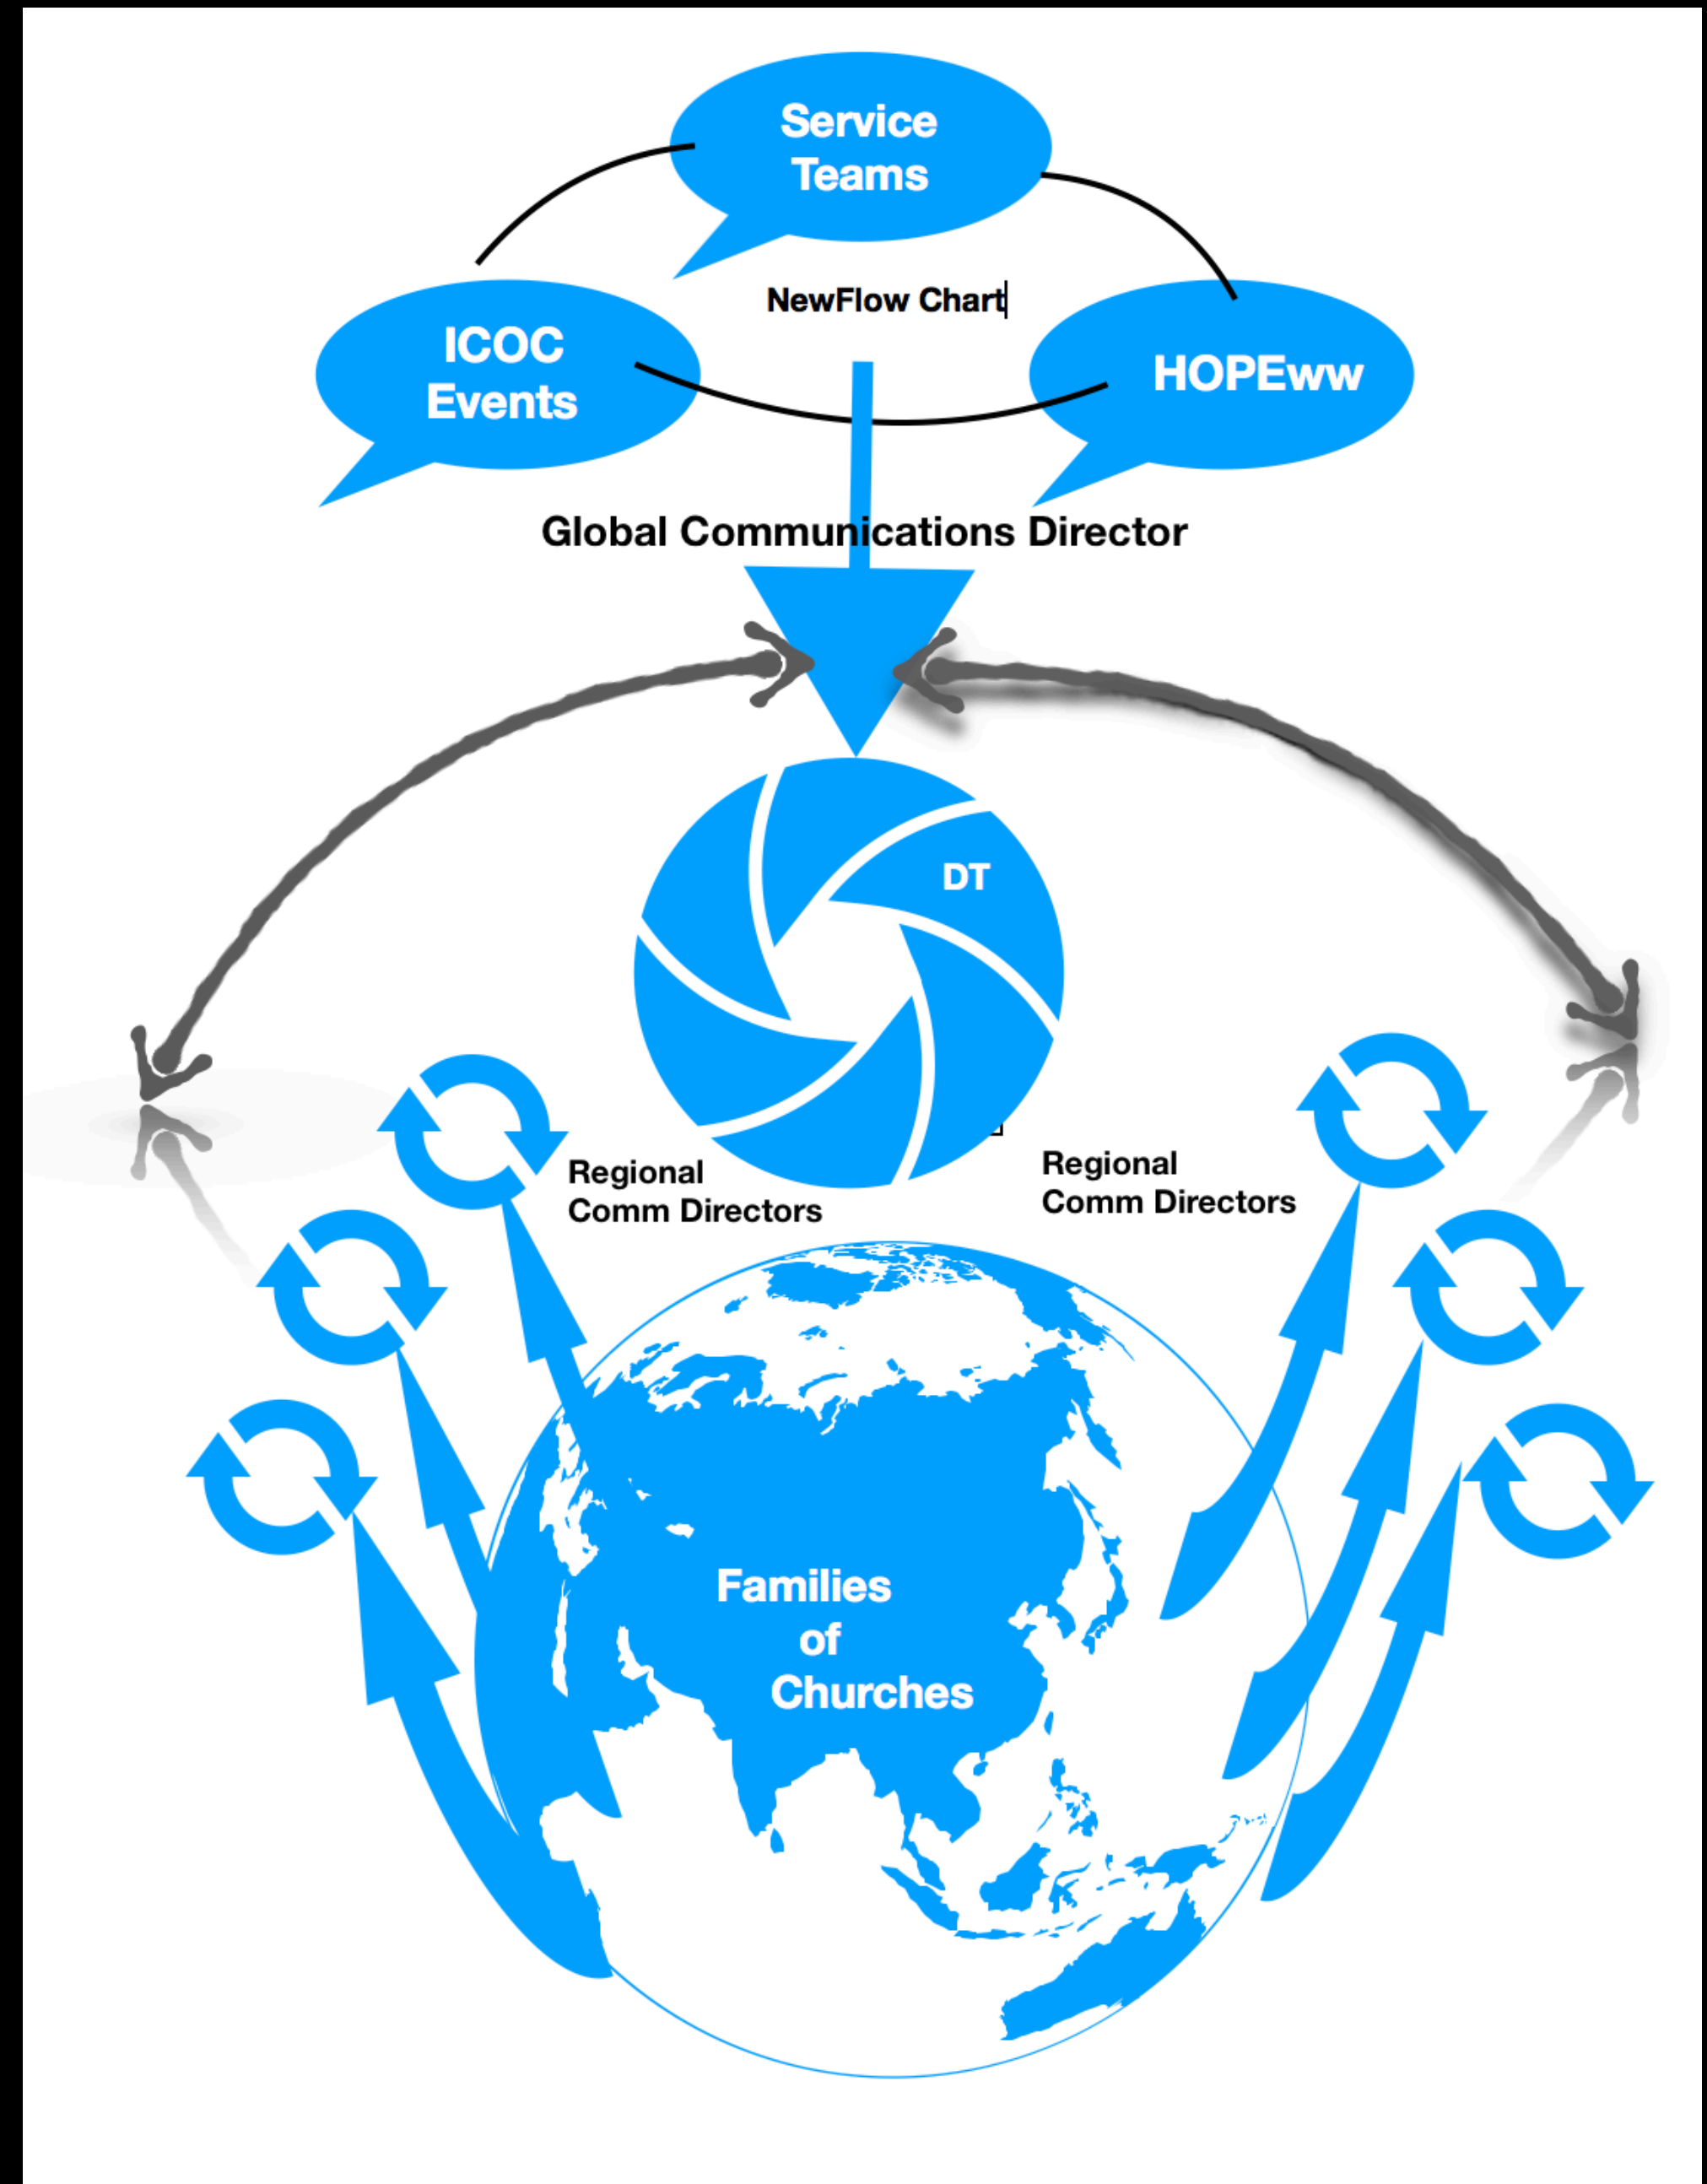 Service
Teams
NewFlow Chart
ICOC
Events
HOPEww
Global Communications Director
DT
Regional
Comm Directors
Regional
Comm Directors
Families
of
Churches